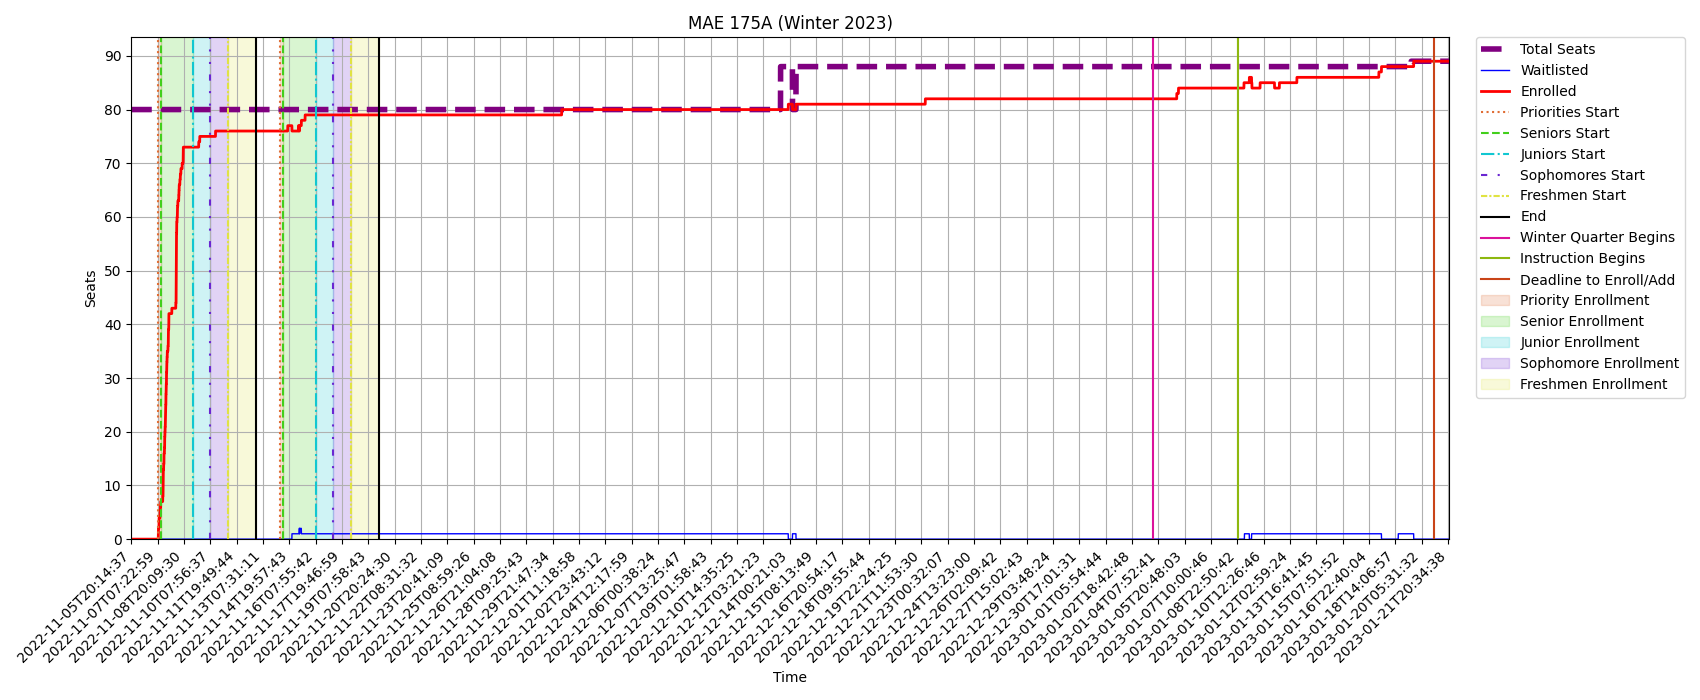 MAE 175A (Winter 2023)
90
80
70
60
50
40
30
20
10
0
Seats
2022-11-05T20:14:37
2022-11-07T07:22:59
2022-11-08T20:09:30
2022-11-10T07:56:37
2022-11-11T19:49:44
2022-11-13T07:31:11
2022-11-14T19:57:43
2022-11-16T07:55:42
2022-11-17T19:46:59
2022-11-19T07:58:43
2022-11-20T20:24:30
2022-11-22T08:31:32
2022-11-23T20:41:09
2022-11-25T08:59:26
2022-11-26T21:04:08
2022-11-28T09:25:43
2022-11-29T21:47:34
2022-12-01T11:18:58
2022-12-02T23:43:12
2022-12-04T12:17:59
2022-12-06T00:38:24
2022-12-07T13:25:47
2022-12-09T01:58:43
2022-12-10T14:35:25
2022-12-12T03:21:23
2022-12-14T00:21:03
2022-12-15T08:13:49
2022-12-16T20:54:17
2022-12-18T09:55:44
2022-12-19T22:24:25
2022-12-21T11:53:30
2022-12-23T00:32:07
2022-12-24T13:23:00
2022-12-26T02:09:42
2022-12-27T15:02:43
2022-12-29T03:48:24
2022-12-30T17:01:31
2023-01-01T05:54:44
2023-01-02T18:42:48
2023-01-04T07:52:41
2023-01-05T20:48:03
2023-01-07T10:00:46
2023-01-08T22:50:42
2023-01-10T12:26:46
2023-01-12T02:59:24
2023-01-13T16:41:45
2023-01-15T07:51:52
2023-01-16T22:40:04
2023-01-18T14:06:57
2023-01-20T05:31:32
2023-01-21T20:34:38
Time
Total Seats
Waitlisted
Enrolled
Priorities Start
Seniors Start
Juniors Start
Sophomores Start
Freshmen Start
End
Winter Quarter Begins
Instruction Begins
Deadline to Enroll/Add
Priority Enrollment
Senior Enrollment
Junior Enrollment
Sophomore Enrollment
Freshmen Enrollment